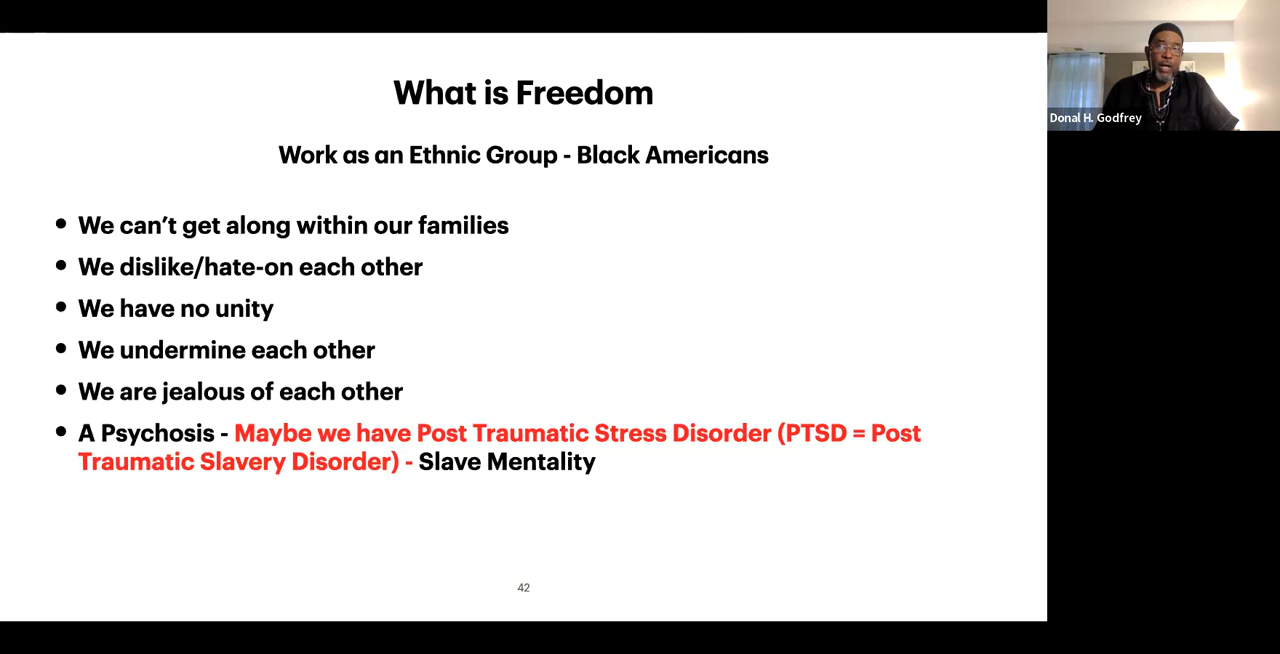 What is Freedom
Work as an Ethnic Group - Black Americans
• We can’t get along within our families
• We dislike/hate-on each other
• We have no unity
• We undermine each other
• We are jealous of each other
• A Psychosis - Maybe we have Post Traumatic Stress Disorder (PTSD = Post
Traumatic Slavery Disorder) - Slave Mentality
42
Donal H. Godfrey